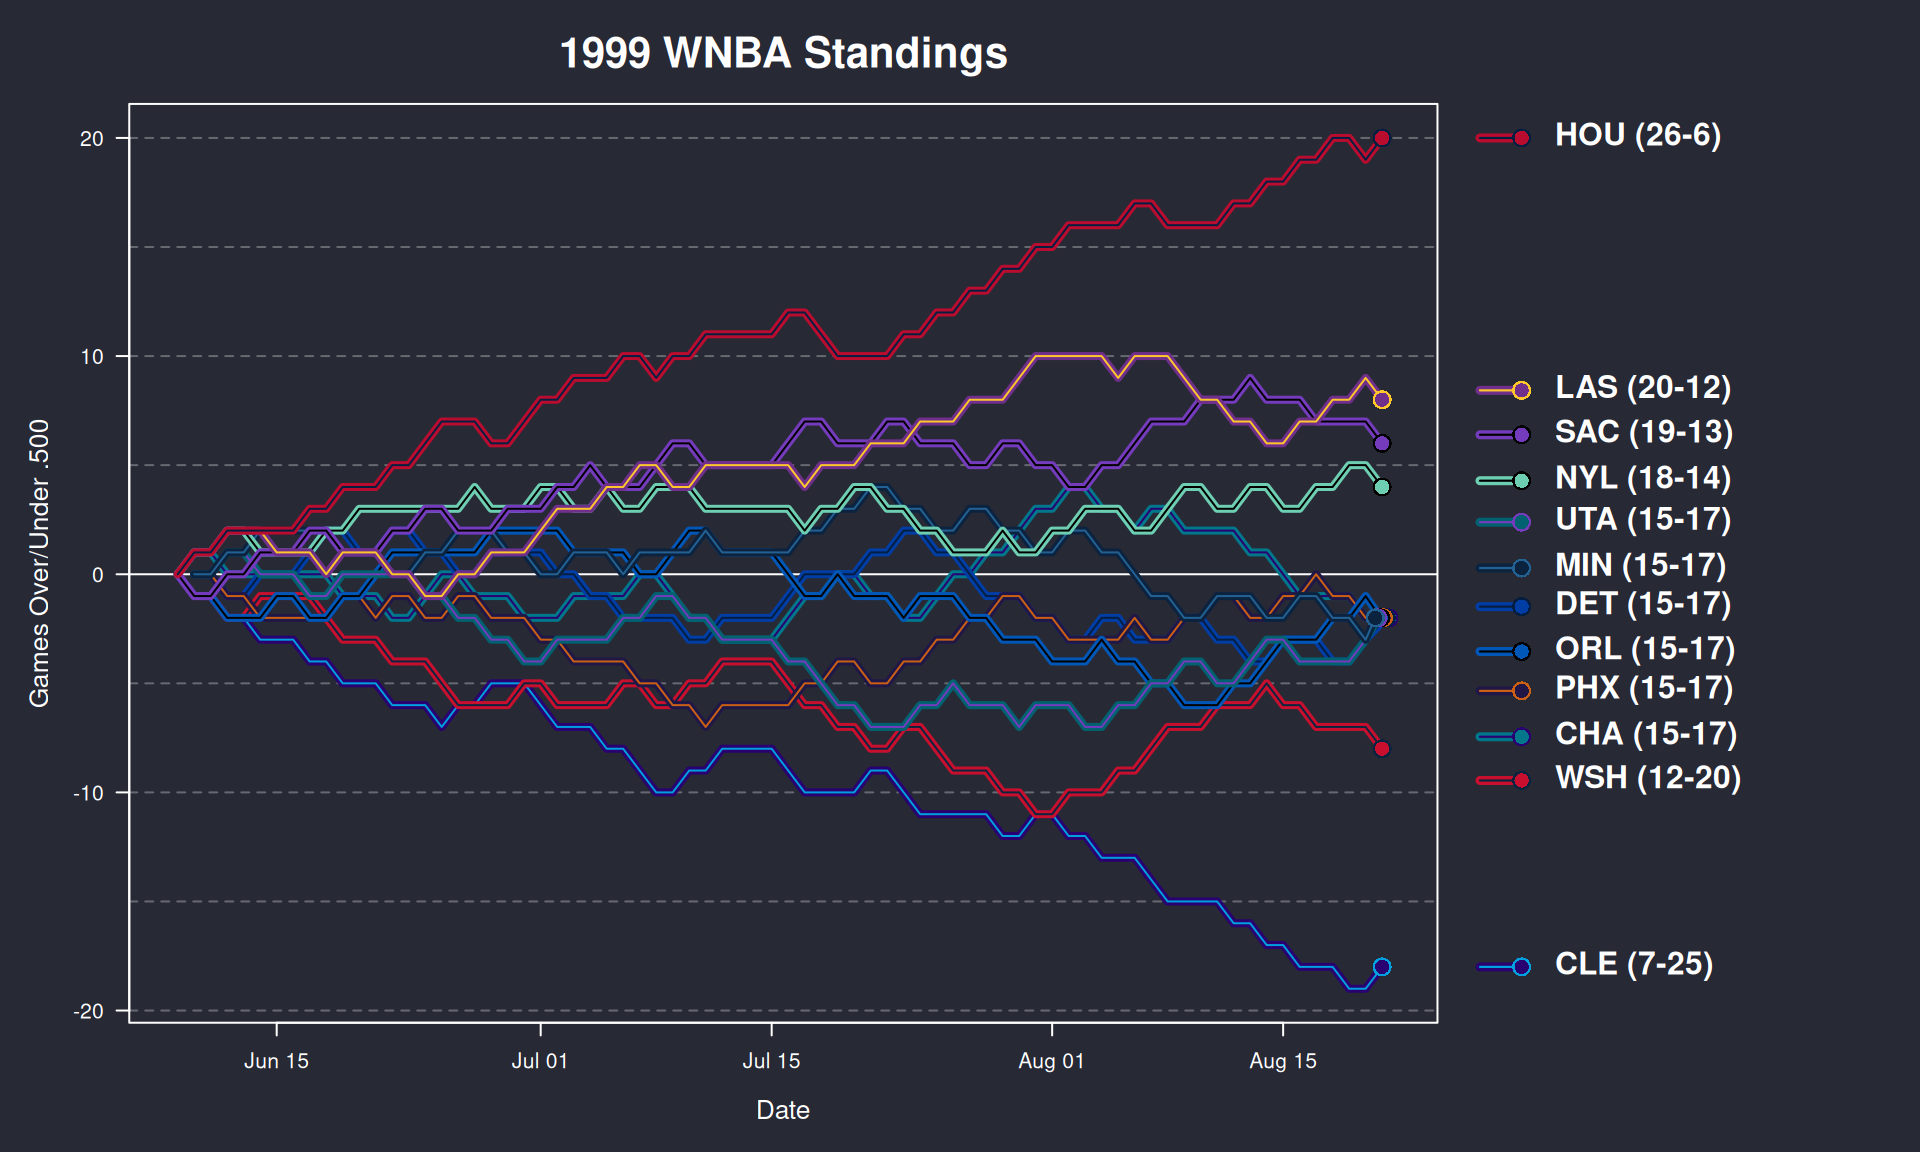 1999 WNBA Standings
Games Over/Under .500
20
10
0
-10
-20
Jun 15
Jul 01
Jul 15
Aug 01
Aug 15
Date
HOU (26-6)
LAS (20-12)
SAC (19-13)
NYL (18-14)
UTA (15-17)
MIN (15-17)
DET (15-17)
ORL (15-17)
PHX (15-17)
CHA (15-17)
WSH (12-20)
CLE (7-25)